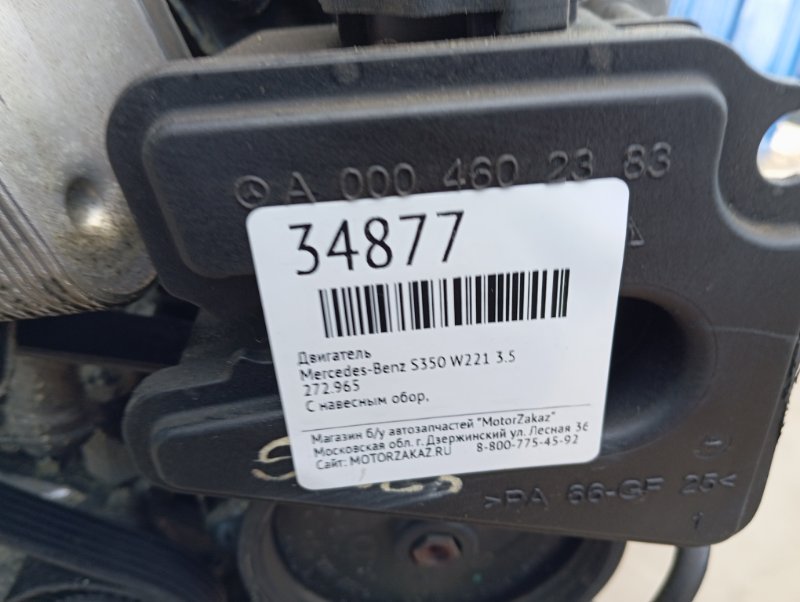 A 000 460 23 83
34877
Двигатель
Mercedes-Benz S350 W221 3.5
272.965
С навесным обор.
Магазин б/у автозапчастей "MotorZakaz"
Московская обл. г. Дзержинский ул. Лесная 36
Сайт: MOTORZAKAZ.RU 8-800-775-45-92
>PA 66-GF 25<
1